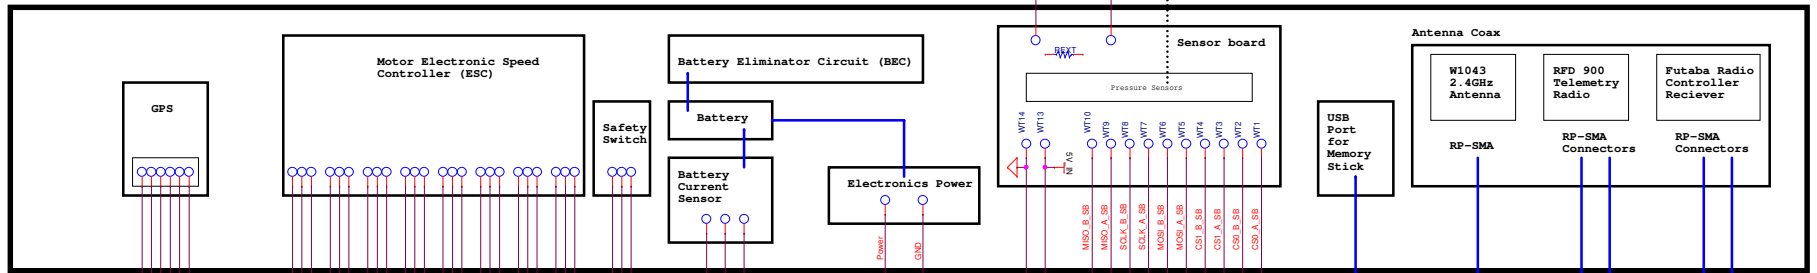 GPS
Motor Electronic Speed
Controller (ESC)
Safety
Switch
Battery Eliminator Circuit (BEC)
Battery
Battery
Current
Sensor
Electronics Power
Power
GND
REXT
Sensor board
Pressure Sensors
WT14
WT13
WT10
WT9
WT8
WT7
WT6
WT5
WT4
WT3
WT2
WT1
5V IN
MISO_B_SB
MISO_A_SB
SCLK_B_SB
SCLK_A_SB
MOSI_B_SB
MOSI_A_SB
CS1_B_SB
CS1_A_SB
CS0_B_SB
CS0_A_SB
USB
Port
for
Memory
Stick
Antenna Coax
W1043
2.4GHz
Antenna
RP-SMA
RFD 900
Telemetry
Radio
RP-SMA
Connectors
Futaba Radio
Controller
Reciever
RP-SMA
Connectors